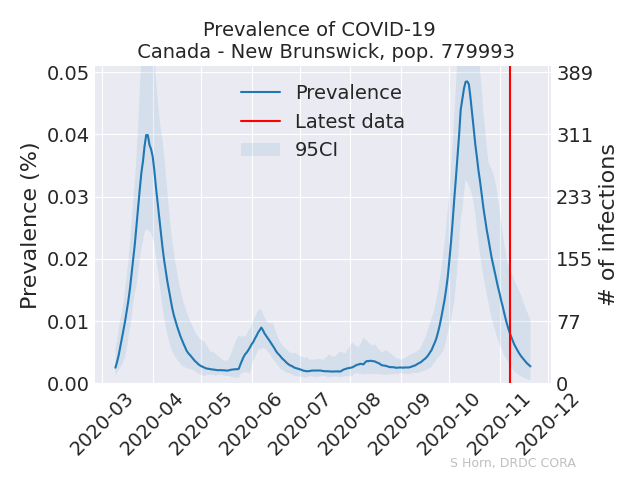 Prevalence of COVID-19
Canada - New Brunswick, pop. 779993
0.05
0.04
0.03
0.02
0.01
0.00
Prevalence (%)
Prevalence
Latest data
95CI
389
311
233
155
77
0
# of infections
2020-03
2020-04
2020-05
2020-06
2020-07
2020-08
2020-09
2020-10
2020-11
2020-12
S Horn, DRDC CORA